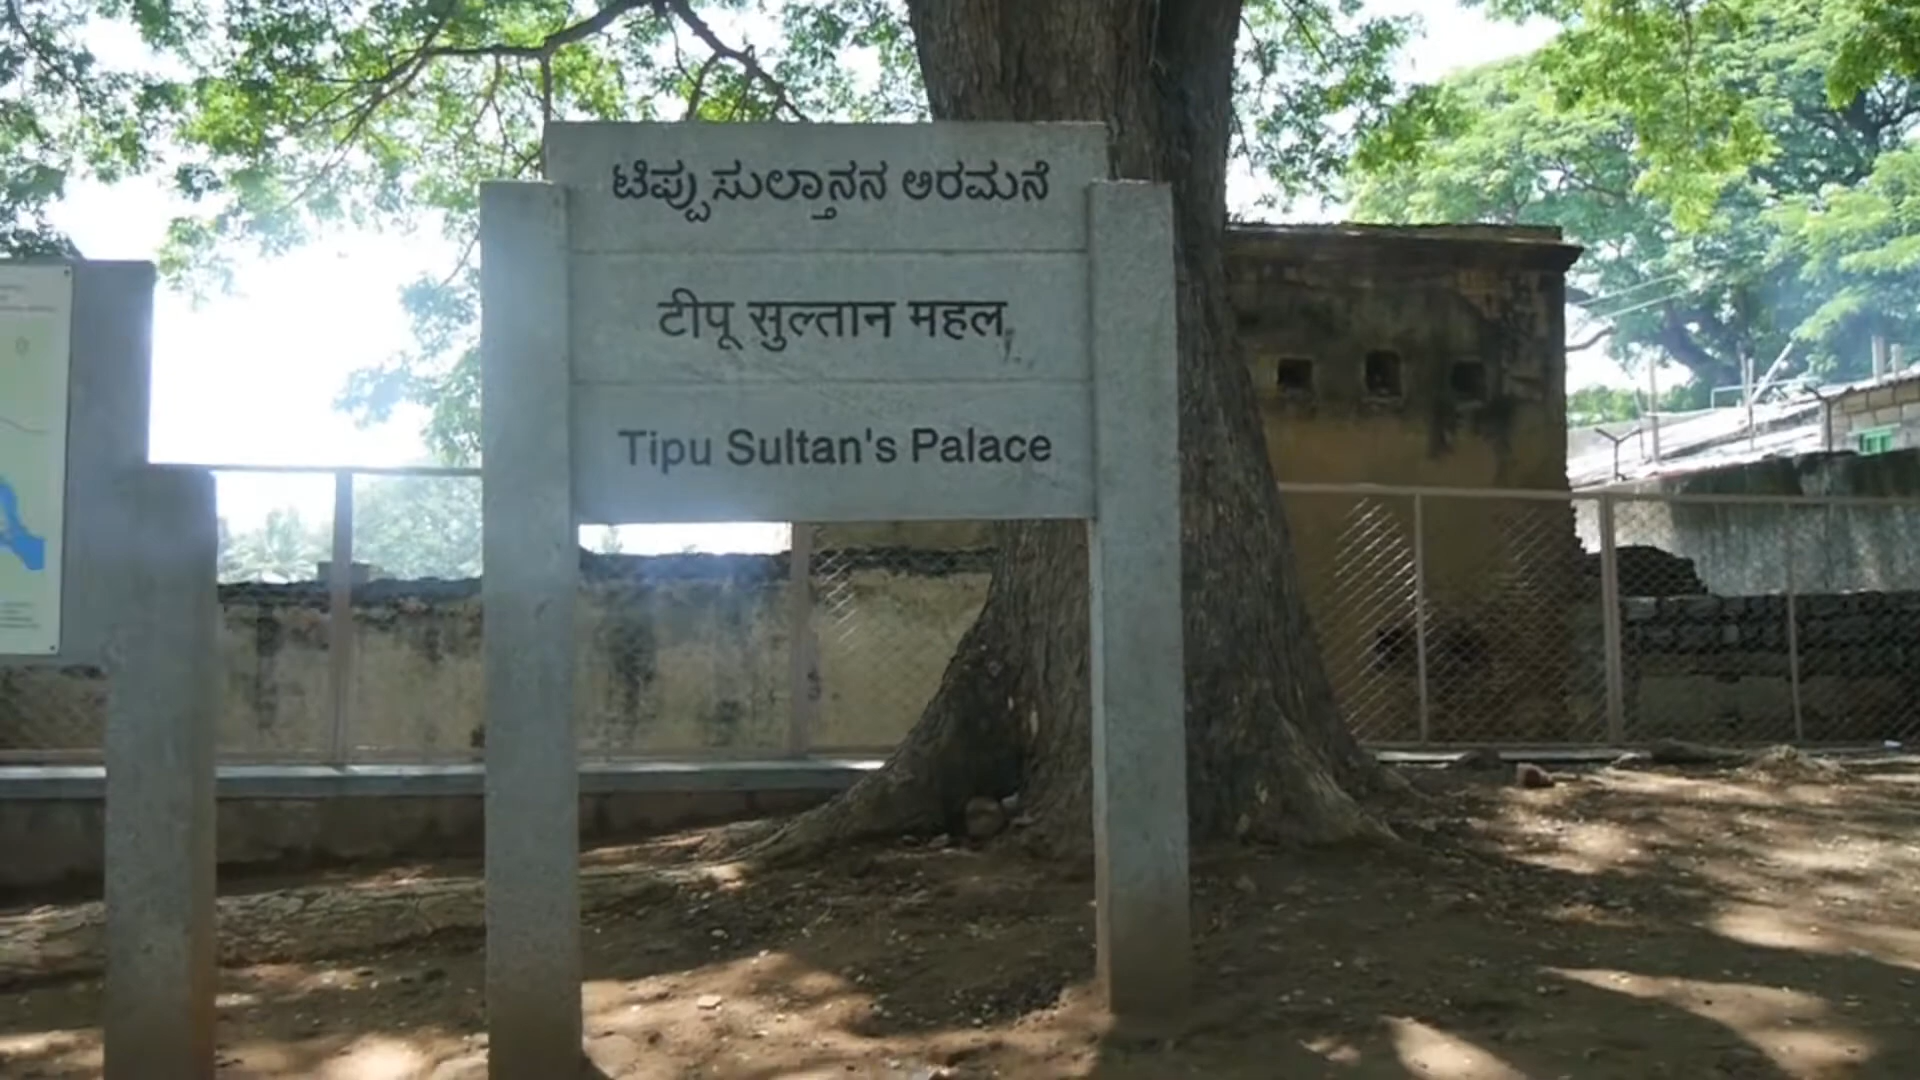 ಟಿಪ್ಪುಸುಲ್ತಾನನ ಅರಮನೆ
टीपू सुल्तान महल
Tipu Sultan's Palace